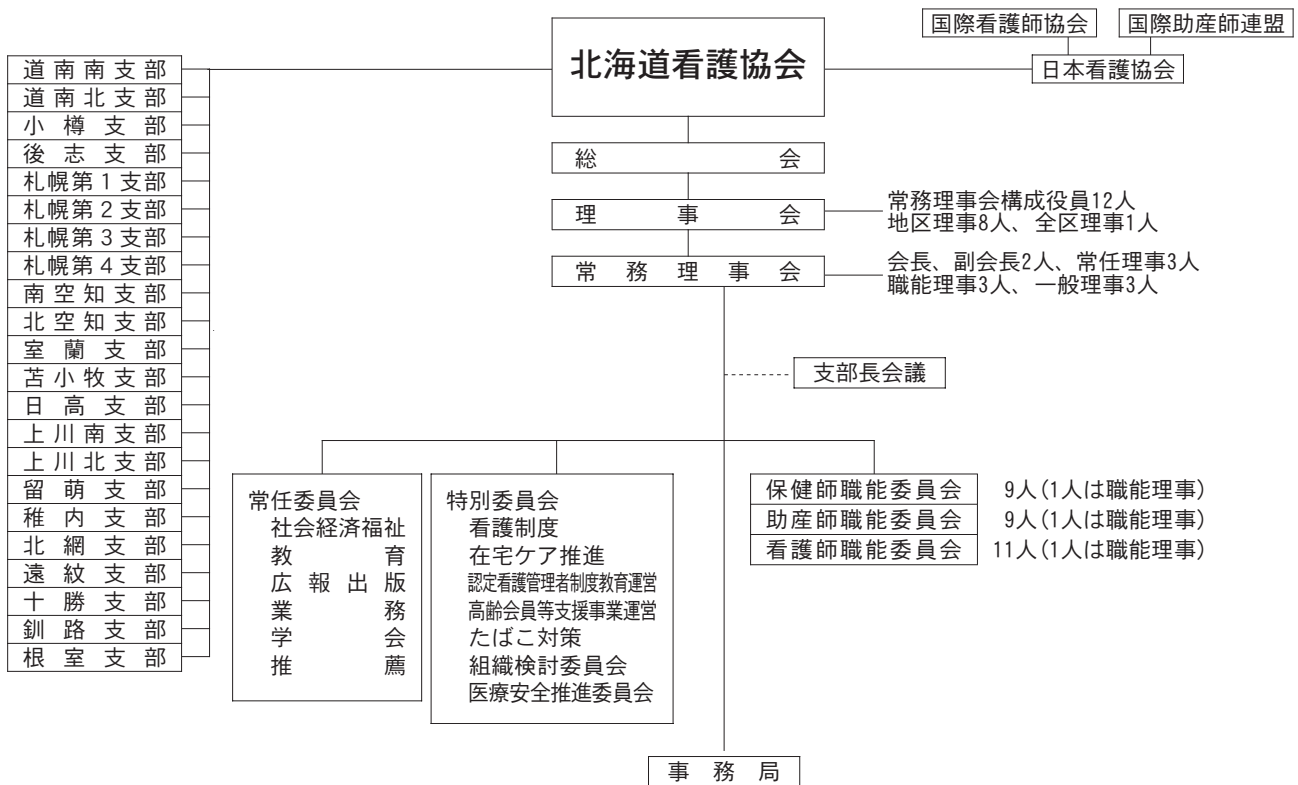 国際看護師協会
国際助産師連盟
北海道看護協会
日本看護協会
道南南支部
道南北支部
小樽支部
後志支部
札幌第1支部
札幌第2支部
札幌第3支部
札幌第4支部
南空知支部
北空知支部
室蘭支部
苫小牧支部
日高支部
上川南支部
上川北支部
留萌支部
稚内支部
北網支部
遠紋支部
十勝支部
釧路支部
根室支部
総会
理事会
常務理事会構成役員12人
地区理事8人、全区理事1人
常務理事会
会長、副会長2人、常任理事3人
職能理事3人、一般理事3人
支部長会議
常任委員会
社会経済福祉
教育
広報出版
業務
学会
推薦
特別委員会
看護制度
在宅ケア推進
認定看護管理者制度教育運営
高齢会員等支援事業運営
たばこ対策
組織検討委員会
医療安全推進委員会
保健師職能委員会 9人(1人は職能理事)
助産師職能委員会 9人(1人は職能理事)
看護師職能委員会 11人(1人は職能理事)
事務局